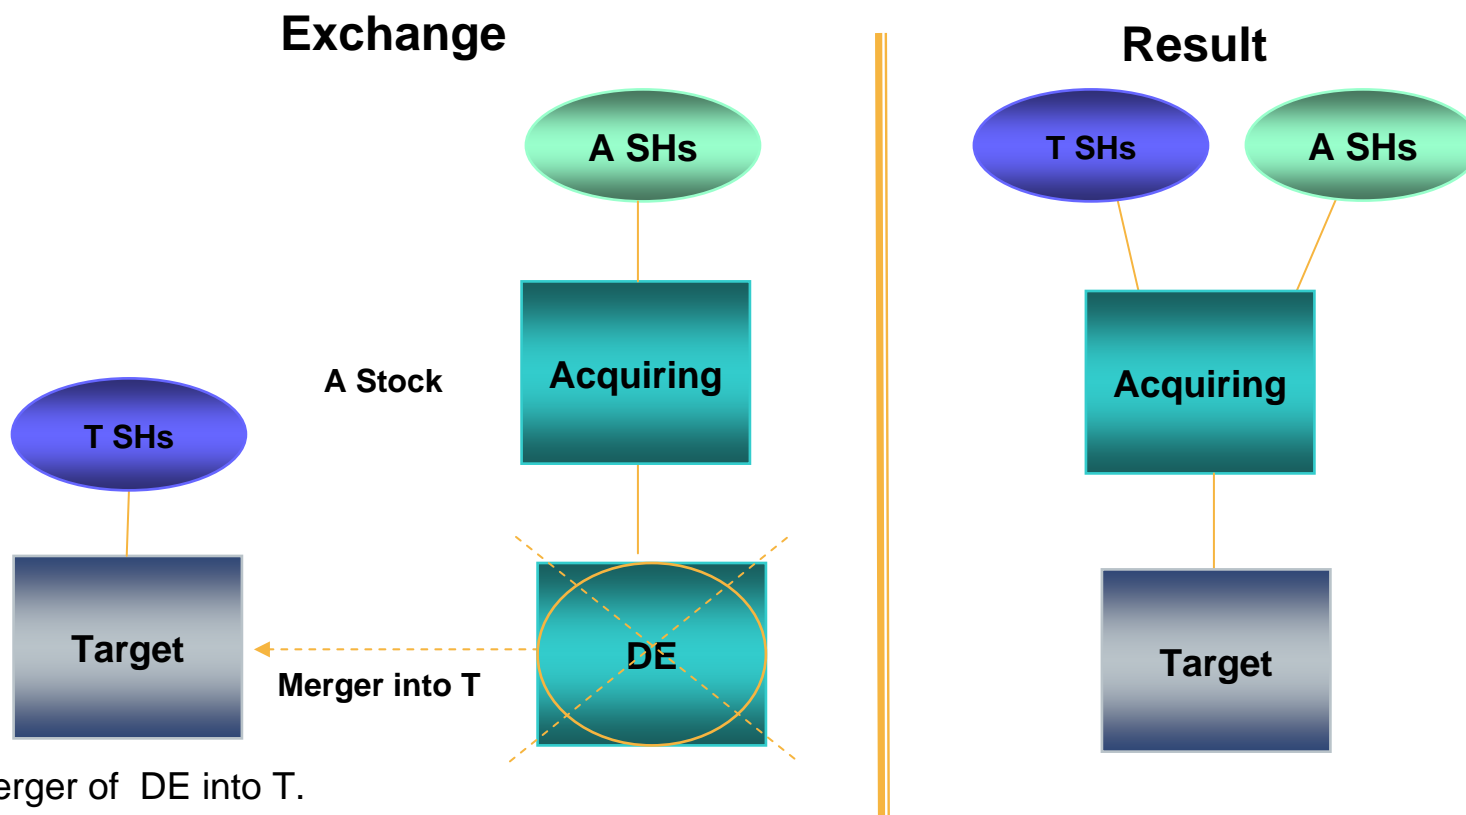 Exchange
Result
A SHs
T SHs
A SHs
A Stock
Acquiring
Acquiring
T SHs
Target
Merger into T
DE
Target
erger of DE into T.